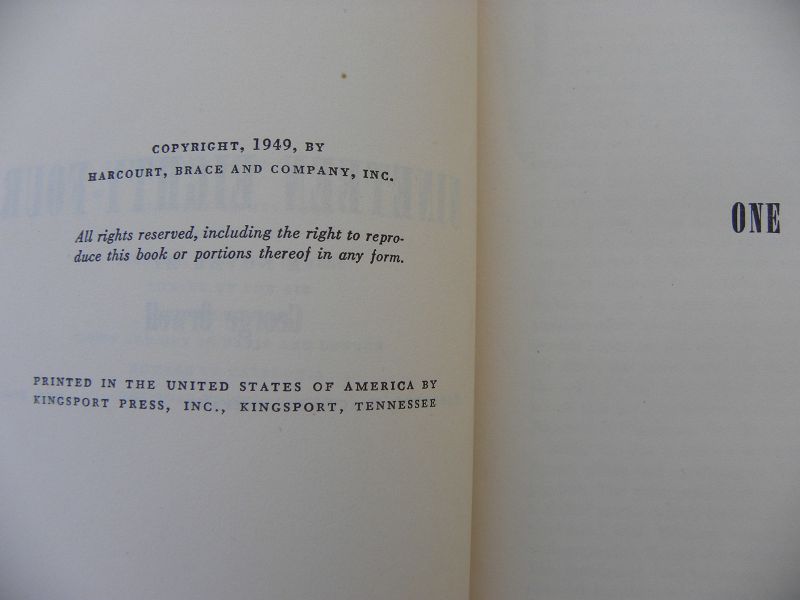 COPYRIGHT, 1949, BY
HARCOURT, BRACE AND COMPANY, INC.
All rights reserved, including the right to repro-
duce this book or portions thereof in any form.
PRINTED IN THE UNITED STATES OF AMERICA BY
KINGSPORT PRESS, INC., KINGSPORT, TENNESSEE
ONE